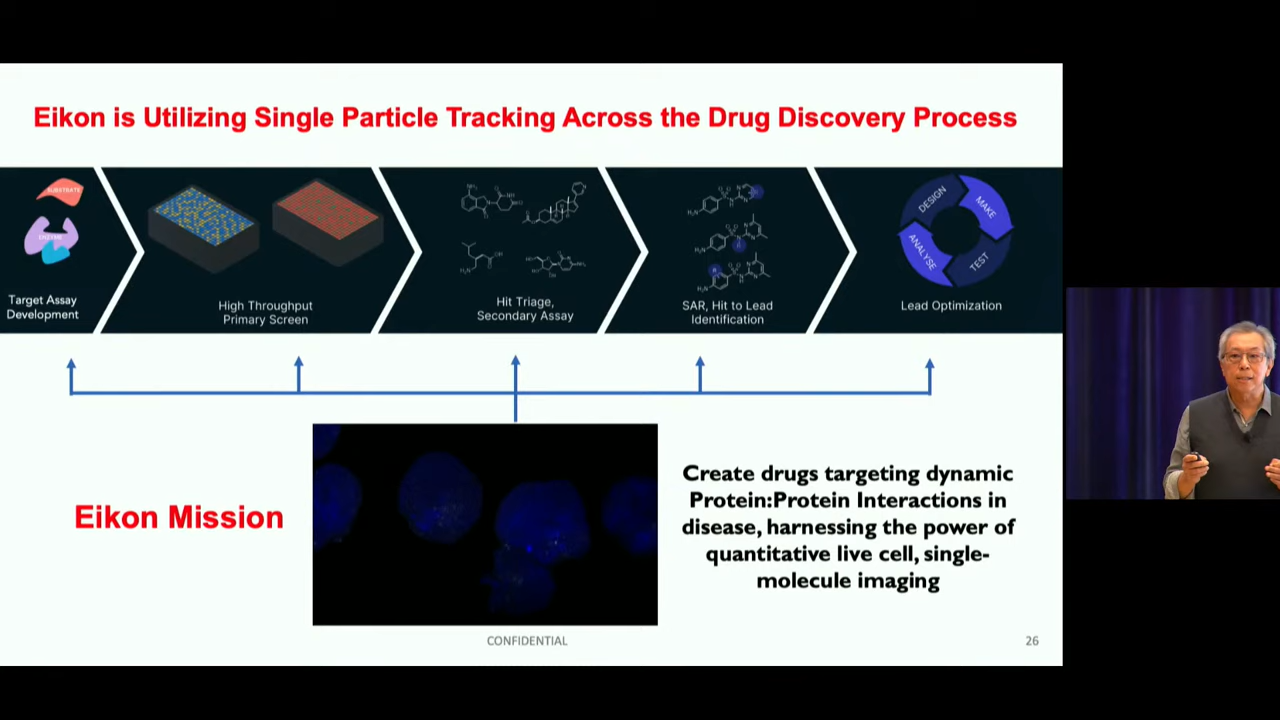 Eikon is Utilizing Single Particle Tracking Across the Drug Discovery Process
SUBSTRATE
ENZYME
Target Assay
Development
High Throughput
Primary Screen
Hit Triage,
Secondary Assay
SAR, Hit to Lead
Identification
DESIGN
MAKE
TEST
ANALYSE
Lead Optimization
Eikon Mission
Create drugs targeting dynamic
Protein:Protein Interactions in
disease, harnessing the power of
quantitative live cell, single-
molecule imaging
CONFIDENTIAL
26